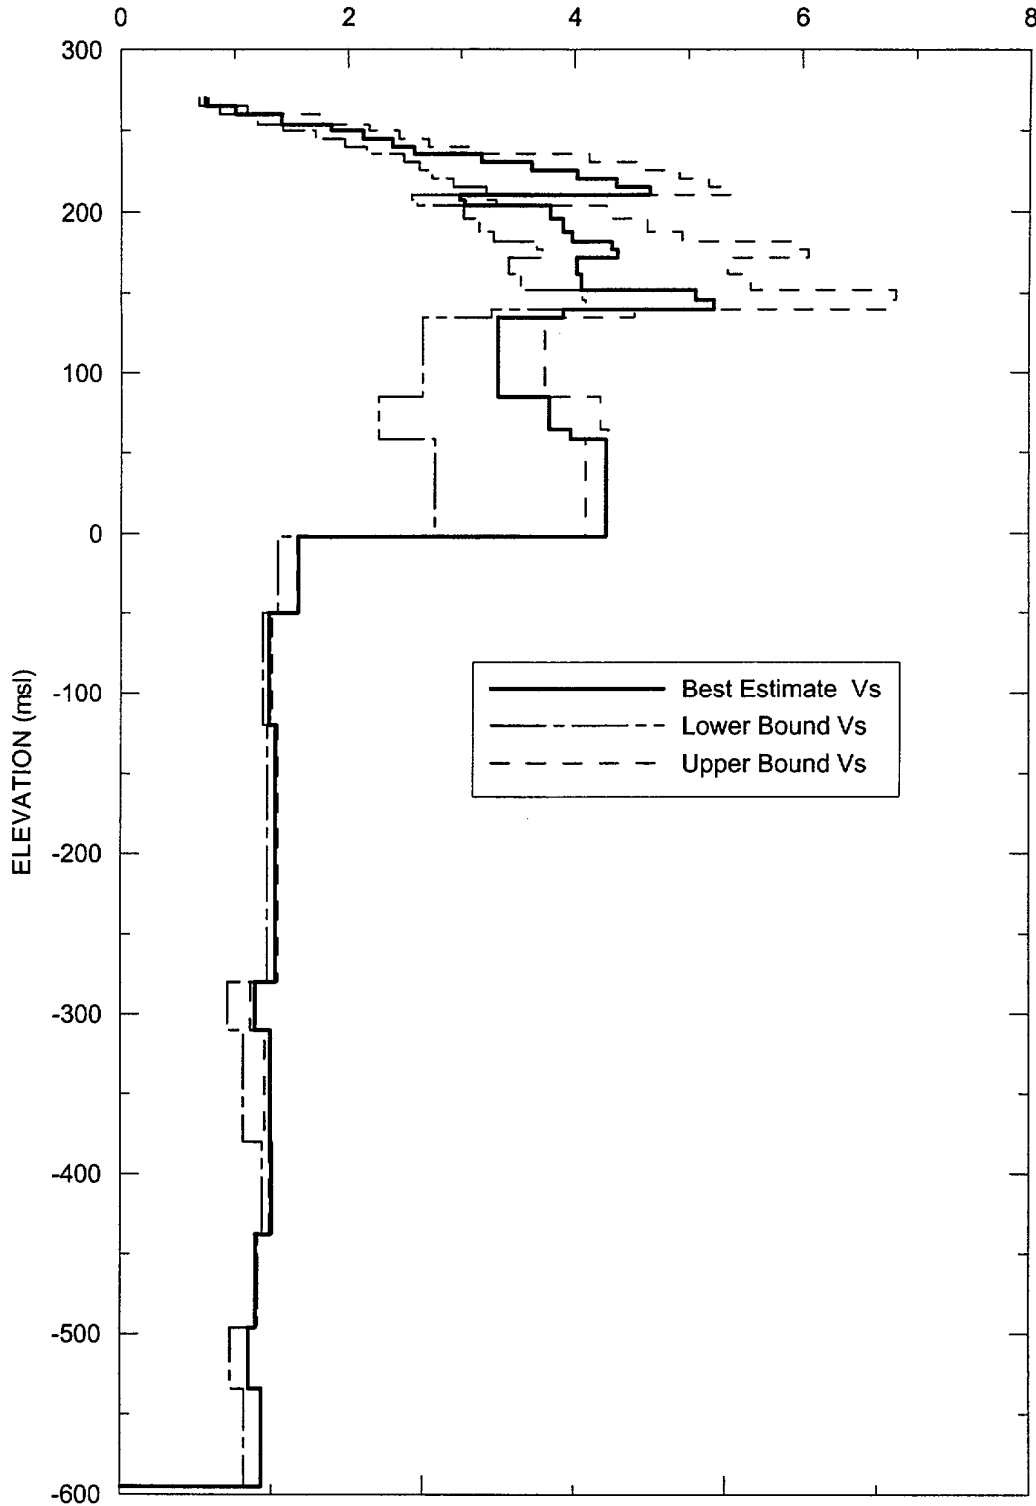 0 2 4 6 8
300
200
100
0
-100
-200
-300
-400
-500
-600
ELEVATION (msl)
Best Estimate Vs
Lower Bound Vs
Upper Bound Vs